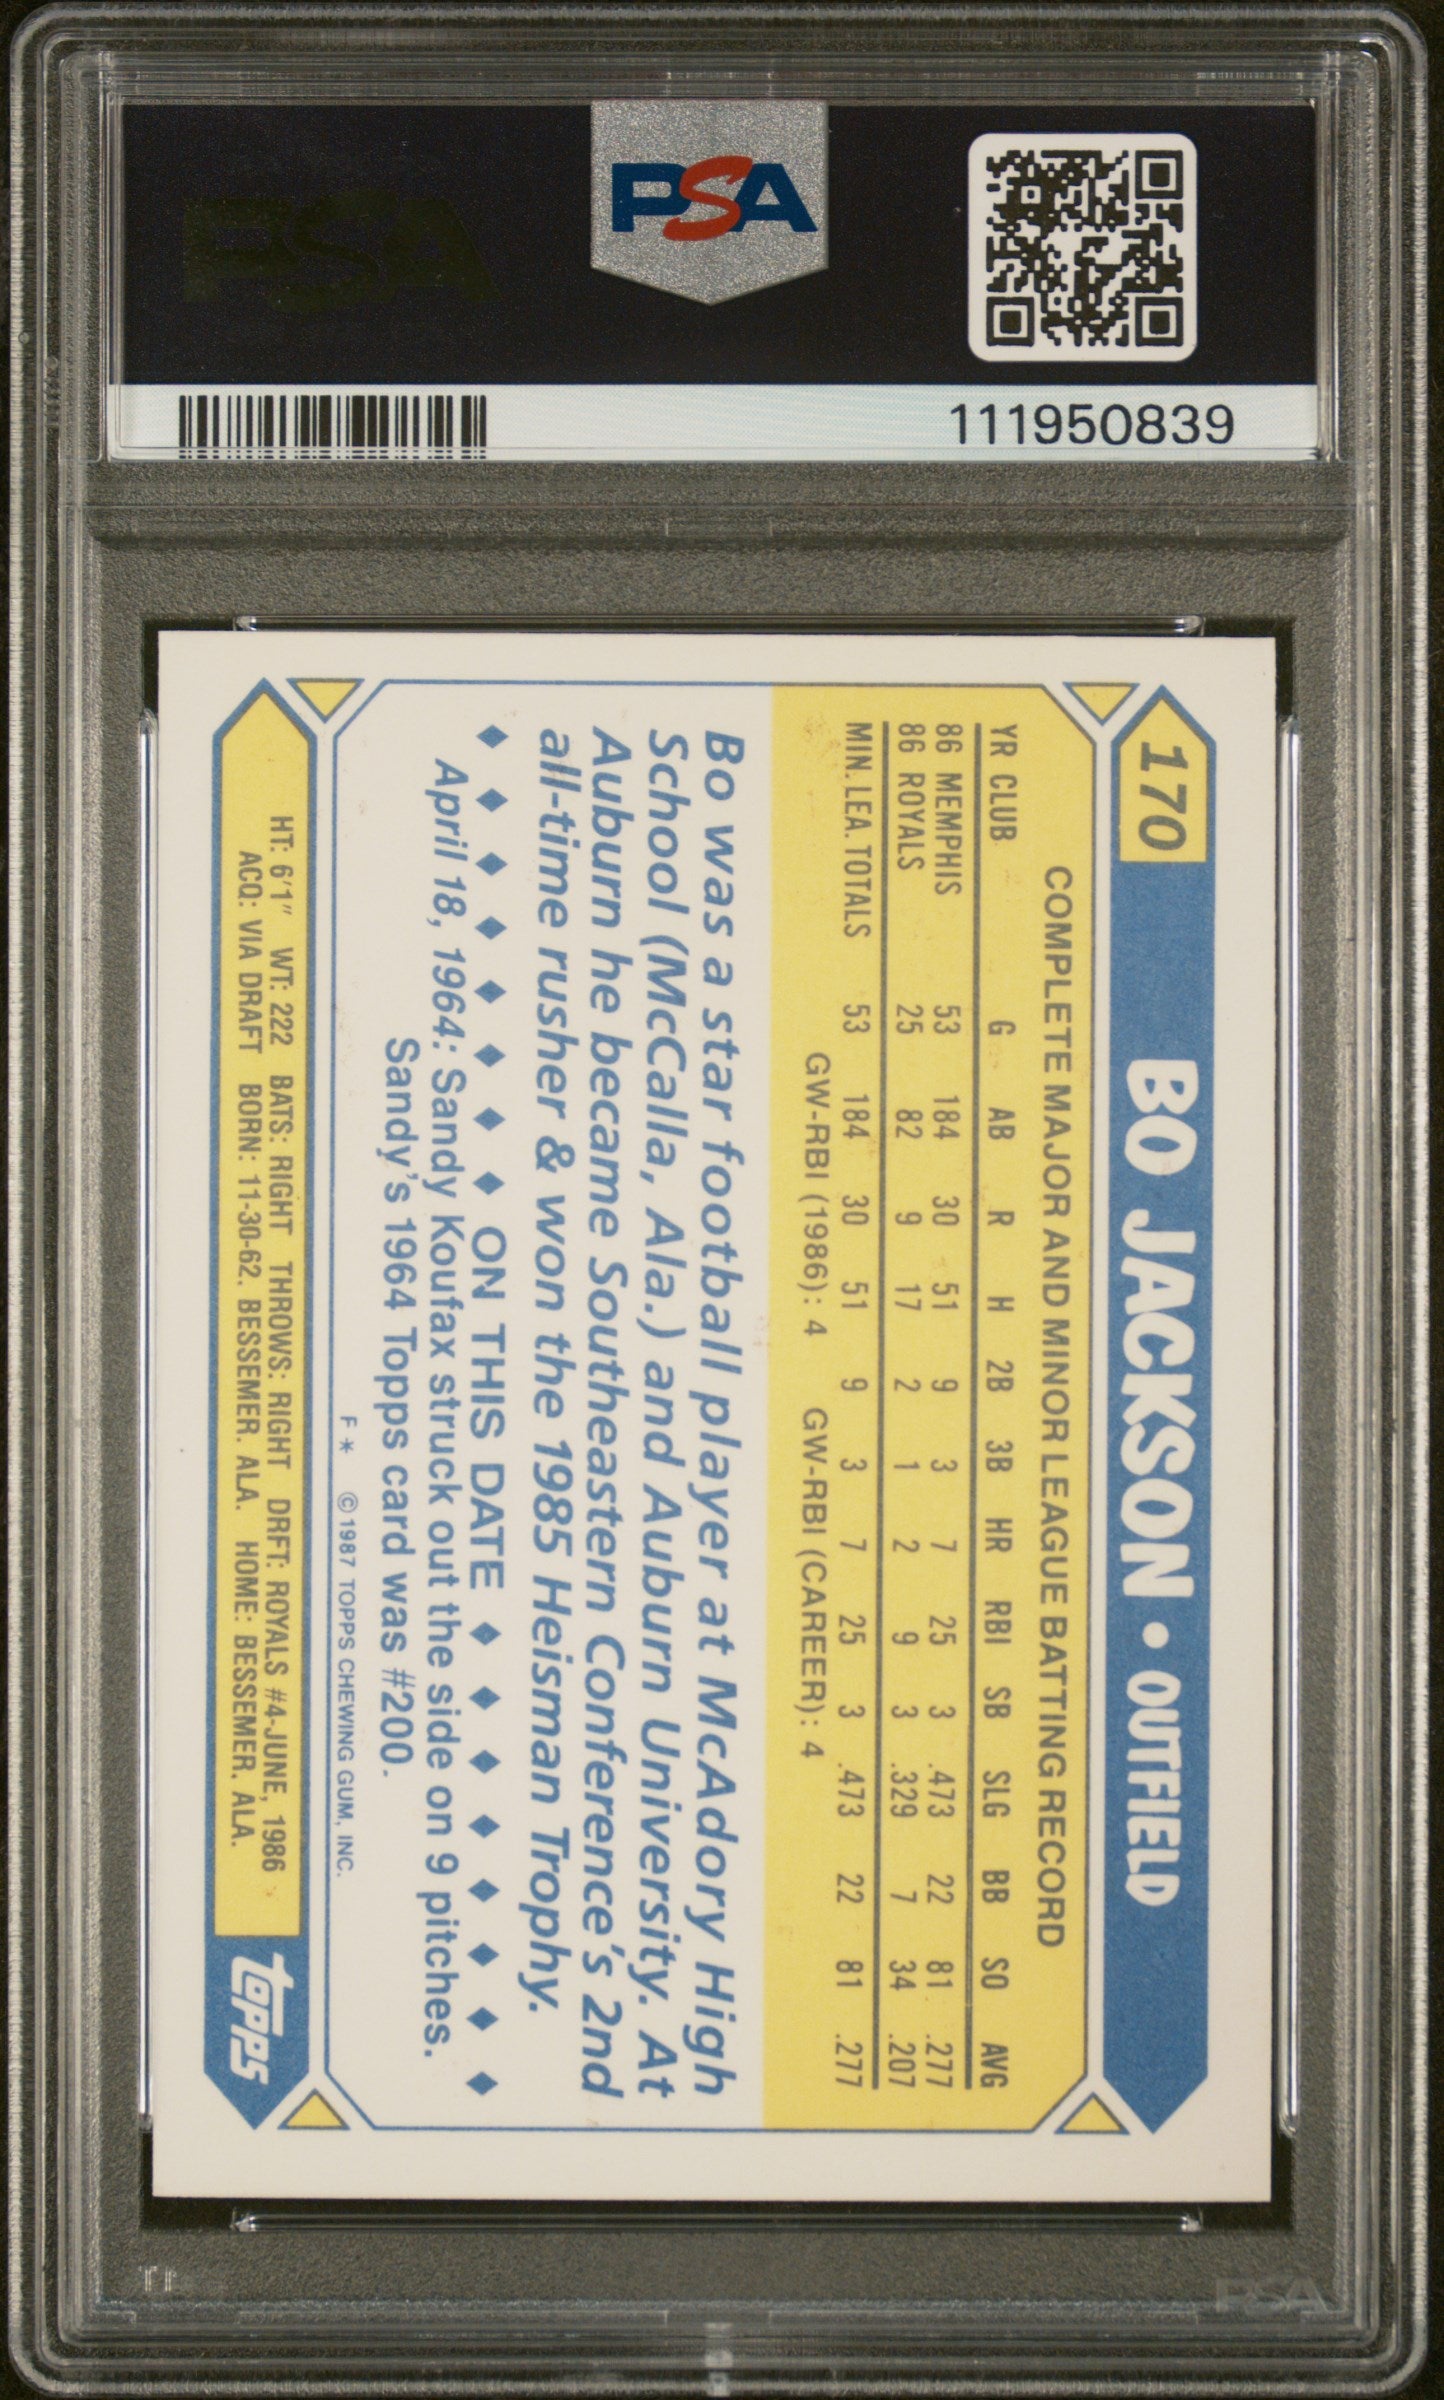 PSA
PSA
111950839
170 BO JACKSON • OUTFIELD
COMPLETE MAJOR AND MINOR LEAGUE BATTING RECORD
YR CLUB G AB R H 2B 3B HR RBI SB SLG BB SO AVG
86 MEMPHIS 53 184 30 51 9 3 7 25 3 .473 22 81 .277
86 ROYALS 25 82 9 17 2 1 2 9 3 .329 7 34 .207
MIN. LEA. TOTALS 53 184 30 51 9 3 7 25 3 .473 22 81 .277
GW-RBI (1986): 4 GW-RBI (CAREER): 4
Bo was a star football player at McAdory High
School (McCalla, Ala.) and Auburn University. At
Auburn he became Southeastern Conference's 2nd
all-time rusher & won the 1985 Heisman Trophy.
◆ ◆ ◆ ◆ ◆ ◆ ◆ ◆ ON THIS DATE ◆ ◆ ◆ ◆ ◆ ◆ ◆ ◆
April 18, 1964: Sandy Koufax struck out the side on 9 pitches.
Sandy's 1964 Topps card was #200.
F* ©1987 TOPPS CHEWING GUM, INC.
HT: 6'1" WT: 222 BATS: RIGHT THROWS: RIGHT DRFT: ROYALS #4-JUNE, 1986
ACQ: VIA DRAFT BORN: 11-30-62. BESSEMER. ALA. HOME: BESSEMER. ALA.
topps
PSA